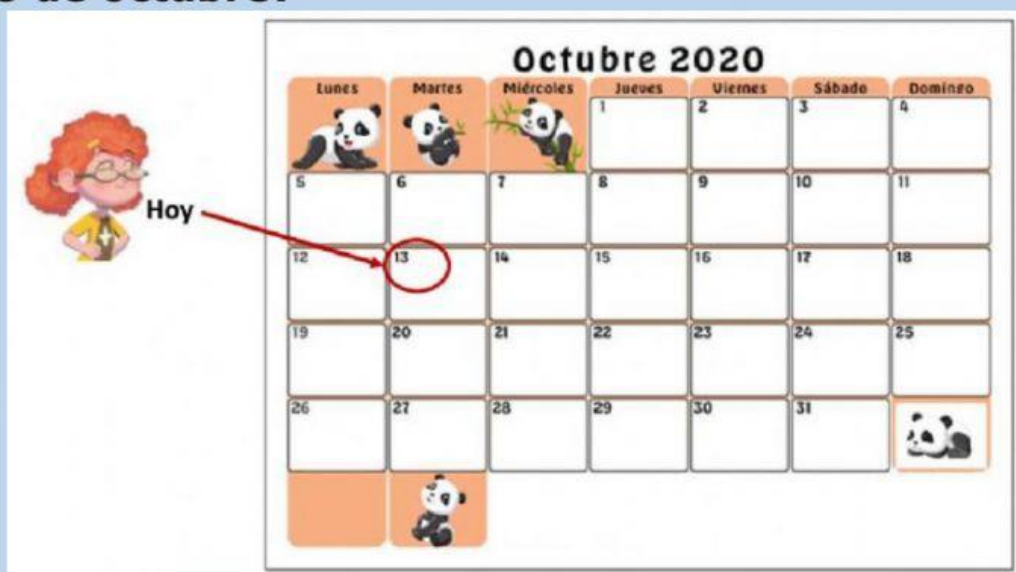 Octubre 2020
Lunes Martes Miércoles Jueves Viernes Sábado Domingo
1 2 3 4
5 6 7 8 9 10 11
Hoy
12 13 14 15 16 17 18
19 20 21 22 23 24 25
26 27 28 29 30 31